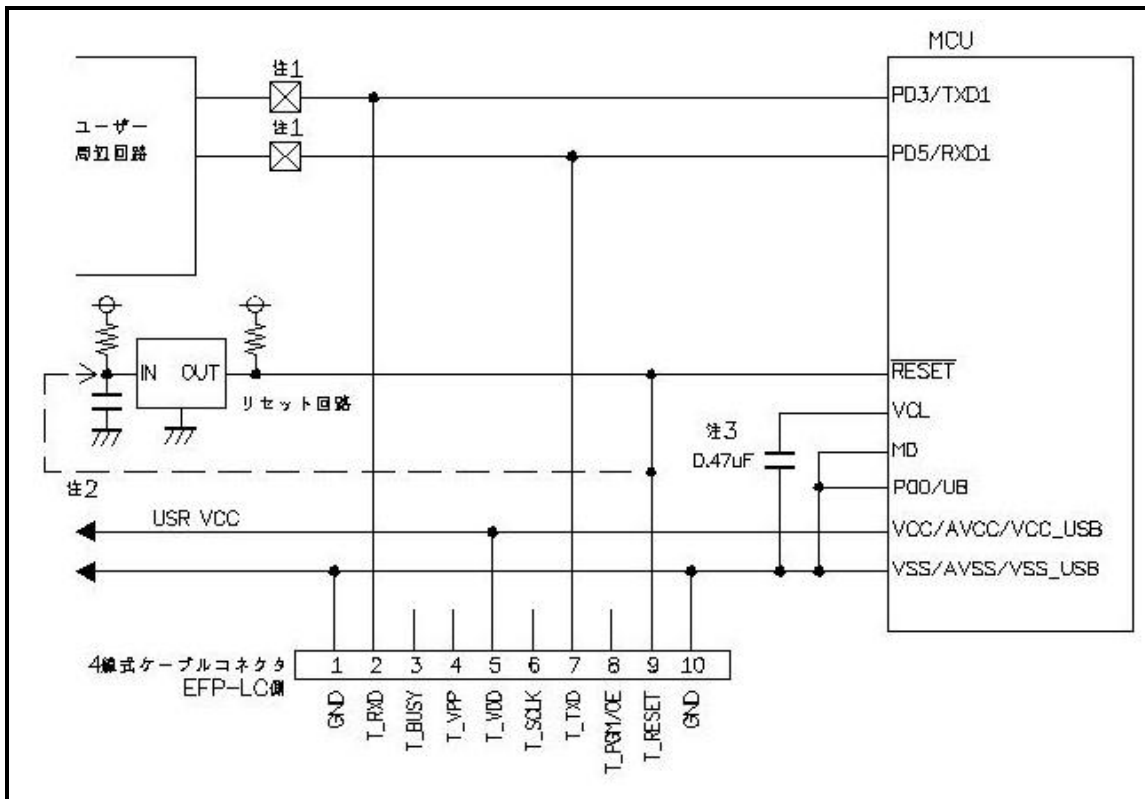 MCU
注1
PD3/TXD1
ユーザー
周辺回路
注1
PD5/RXD1
IN OUT
リセット回路
RESET
VCL
注3
0.47uF
MD
PC0/UB
注2
USR VCC
VCC/AVCC/VCC_USB
VSS/AVSS/VSS_USB
4線式ケーブルコネクタ
EFP-LC側
1 2 3 4 5 6 7 8 9 10
GND
T_RXD
T_BUSY
T_VPP
T_VDD
T_SCLK
T_TXD
T_PGM/OE
T_RESET
GND